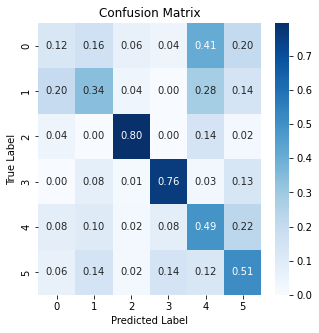 Confusion Matrix
0.12 0.16 0.06 0.04 0.41 0.20 0
0.20 0.34 0.04 0.00 0.28 0.14 1
0.04 0.00 0.80 0.00 0.14 0.02 2
0.00 0.08 0.01 0.76 0.03 0.13 3
0.08 0.10 0.02 0.08 0.49 0.22 4
0.06 0.14 0.02 0.14 0.12 0.51 5
0 1 2 3 4 5
Predicted Label
True Label
0.7
0.6
0.5
0.4
0.3
0.2
0.1
0.0